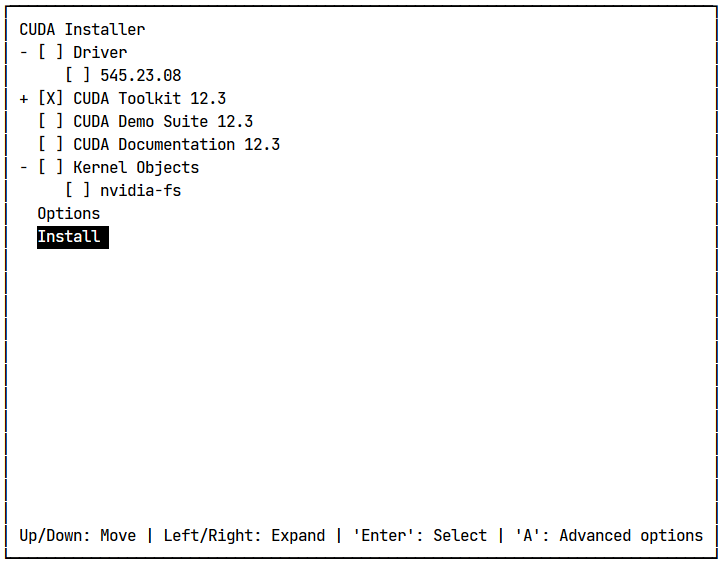 CUDA Installer
- [ ] Driver
     [ ] 545.23.08
+ [X] CUDA Toolkit 12.3
  [ ] CUDA Demo Suite 12.3
  [ ] CUDA Documentation 12.3
- [ ] Kernel Objects
     [ ] nvidia-fs
  Options
  Install
Up/Down: Move | Left/Right: Expand | 'Enter': Select | 'A': Advanced options